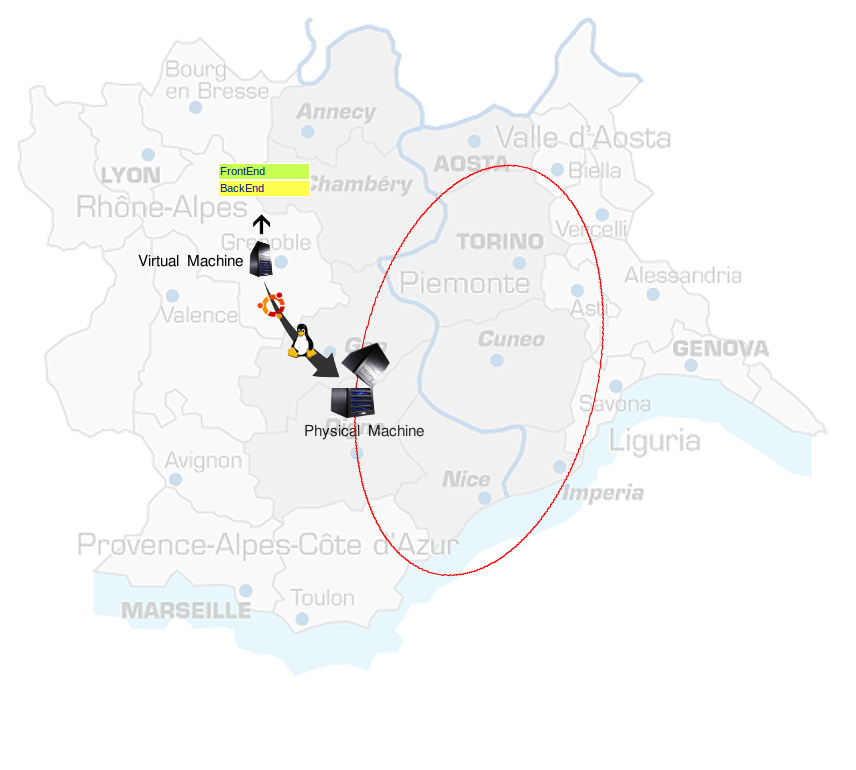 Bourg
en Bresse
Annecy
LYON
Valle d'Aosta
AOSTA
Biella
FrontEnd
BackEnd
Chambéry
Rhône-Alpes
Vercelli
Grenoble
TORINO
Virtual Machine
Piemonte
Alessandria
Valence
Asti
Gap
Cuneo
GENOVA
Savona
Physical Machine
Liguria
Avignon
Nice
Imperia
Provence-Alpes-Côte d'Azur
MARSEILLE
Toulon